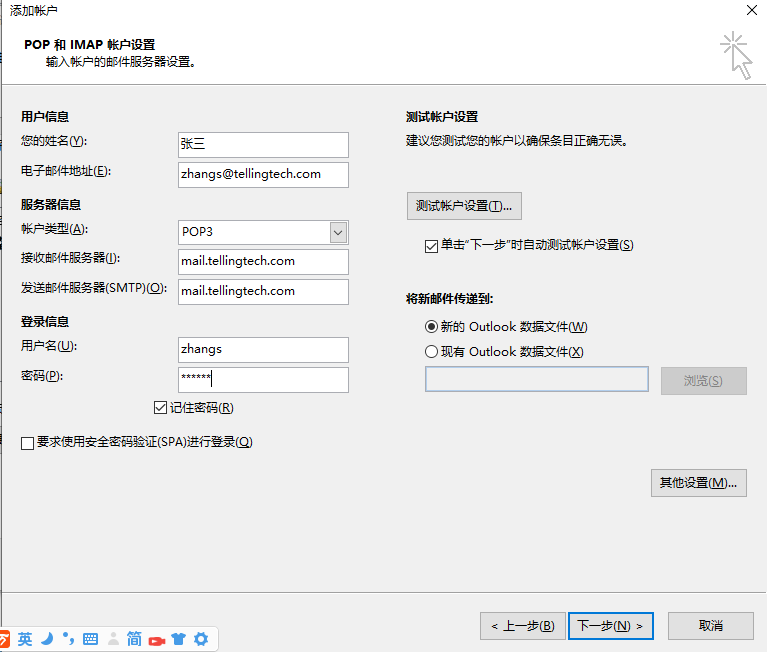 添加帐户
POP 和 IMAP 帐户设置
输入帐户的邮件服务器设置。
用户信息
您的姓名(Y):
张三
电子邮件地址(E):
zhangs@tellingtech.com
服务器信息
帐户类型(A):
POP3
接收邮件服务器(I):
mail.tellingtech.com
发送邮件服务器(SMTP)(O):
mail.tellingtech.com
登录信息
用户名(U):
zhangs
密码(P):
******
记住密码(R)
要求使用安全密码验证(SPA)进行登录(Q)
测试帐户设置
建议您测试您的帐户以确保条目正确无误。
测试帐户设置(T)...
单击“下一步”时自动测试帐户设置(S)
将新邮件传递到:
新的 Outlook 数据文件(W)
现有 Outlook 数据文件(X)
浏览(S)
其他设置(M)...
< 上一步(B)
下一步(N) >
取消
英
简